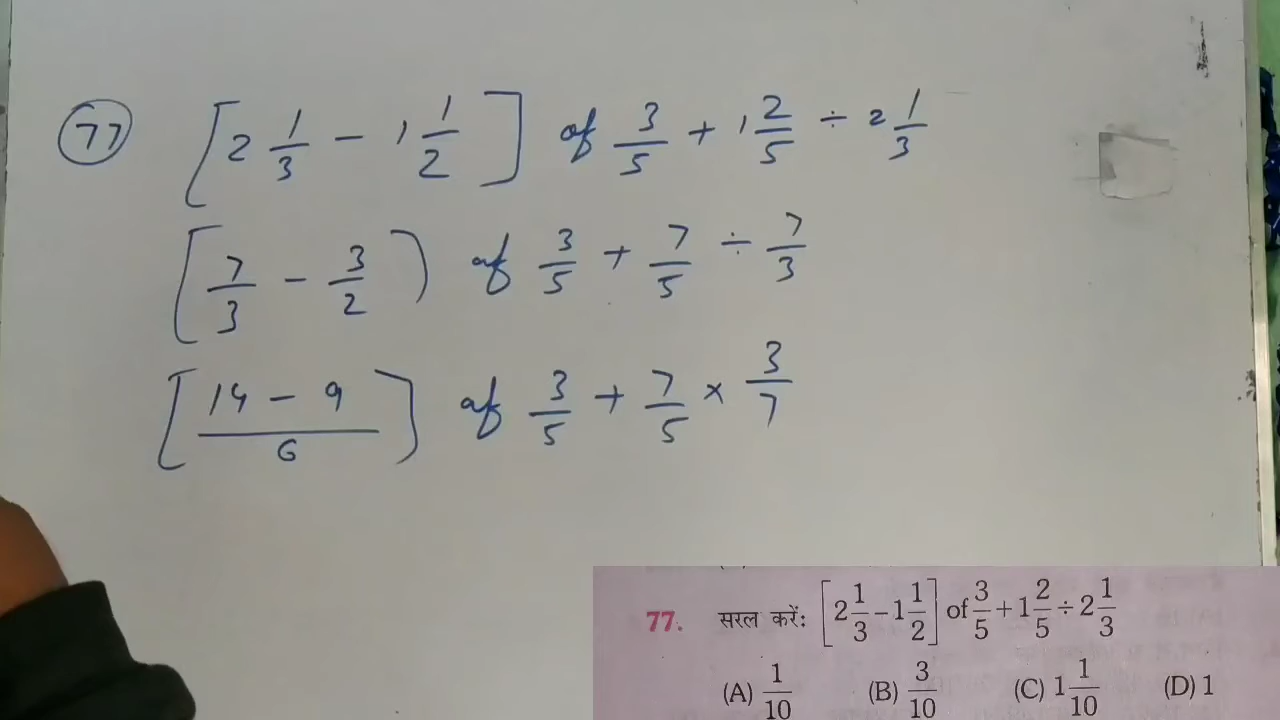 77 [2 1/3 - 1 1/2] of 3/5 + 1 2/5 ÷ 2 1/3
[7/3 - 3/2) of 3/5 + 7/5 ÷ 7/3
[14 - 9/6] of 3/5 + 7/5 × 3/7
77. सरल करें: [2 1/3 - 1 1/2] of 3/5 + 1 2/5 ÷ 2 1/3
(A) 1/10 (B) 3/10 (C) 1 1/10 (D) 1